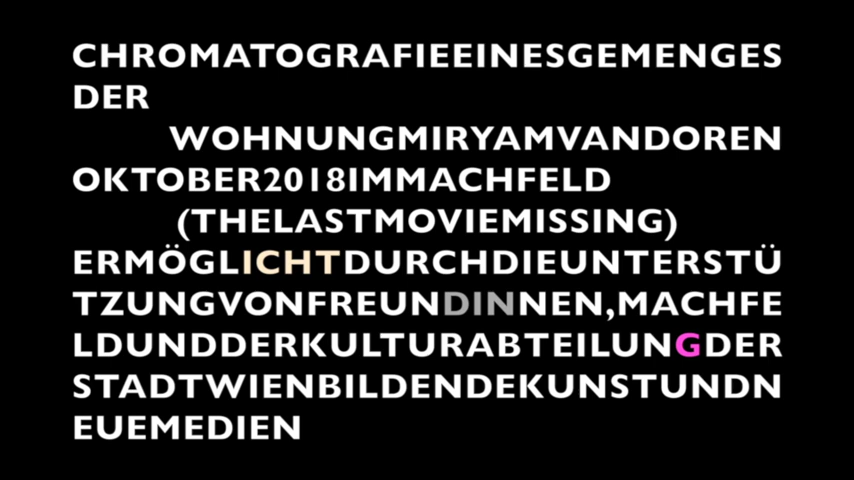 CHROMATOGRAFIEEINESGEMENGES
DER
WOHNUNGMIRYAMVANDOREN
OKTOBER2018IMMACHFELD
(THELASTMOVIEMISSING)
ERMÖGLICHTDURCHDIEUNTERSTÜ
TZUNGVONFREUNDINNEN,MACHFE
LDUNDDERKULTURABTEILUNGDER
STADTWIENBILDENDEKUNSTUNDN
EUEMEDIEN